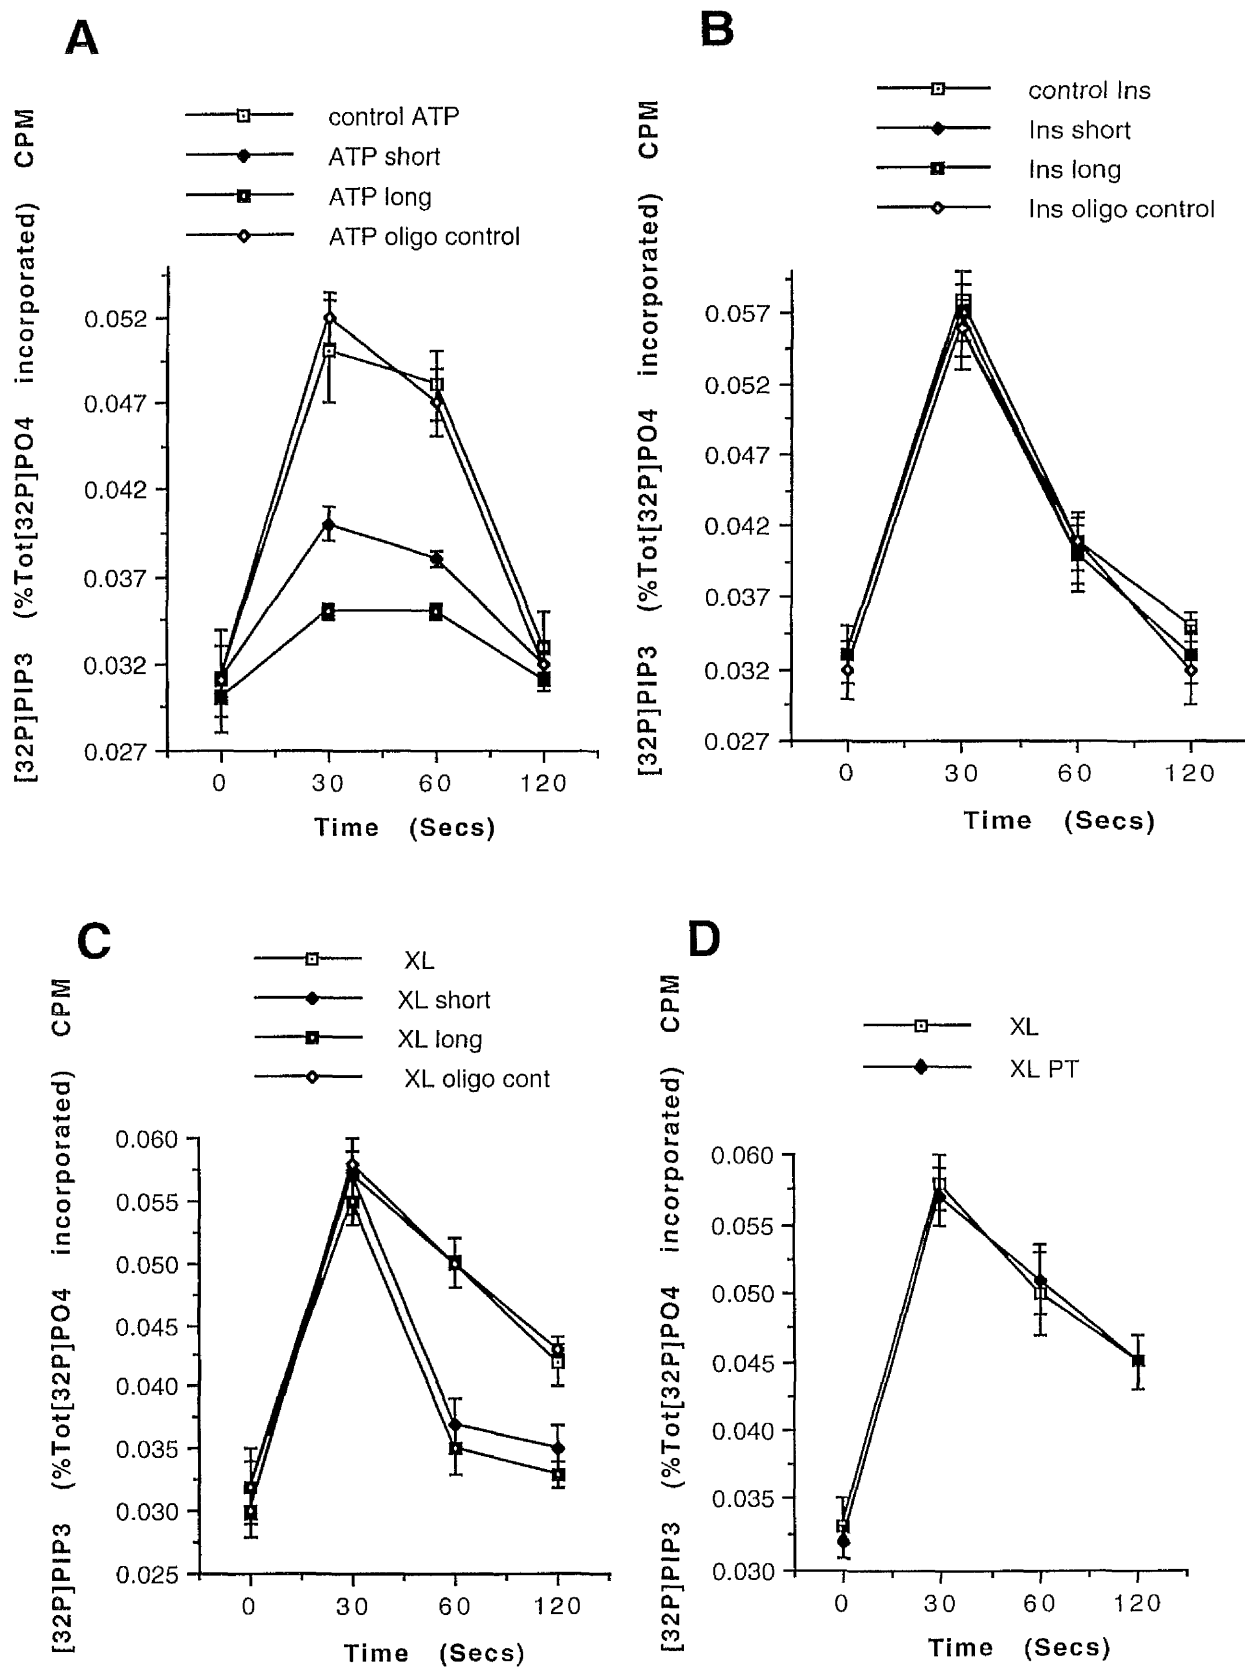 A
control ATP
ATP short
ATP long
ATP oligo control
[32P]PIP3 (%Tot[32P]PO4 incorporated) CPM
0.052
0.047
0.042
0.037
0.032
0.027
0 30 60 120
Time (Secs)
B
control Ins
Ins short
Ins long
Ins oligo control
[32P]PIP3 (%Tot[32P]PO4 incorporated) CPM
0.057
0.052
0.047
0.042
0.037
0.032
0.027
0 30 60 120
Time (Secs)
C
XL
XL short
XL long
XL oligo cont
[32P]PIP3 (%Tot[32P]PO4 incorporated) CPM
0.060
0.055
0.050
0.045
0.040
0.035
0.030
0.025
0 30 60 120
Time (Secs)
D
XL
XL PT
[32P]PIP3 (%Tot[32P]PO4 incorporated) CPM
0.060
0.055
0.050
0.045
0.040
0.035
0.030
0 30 60 120
Time (Secs)